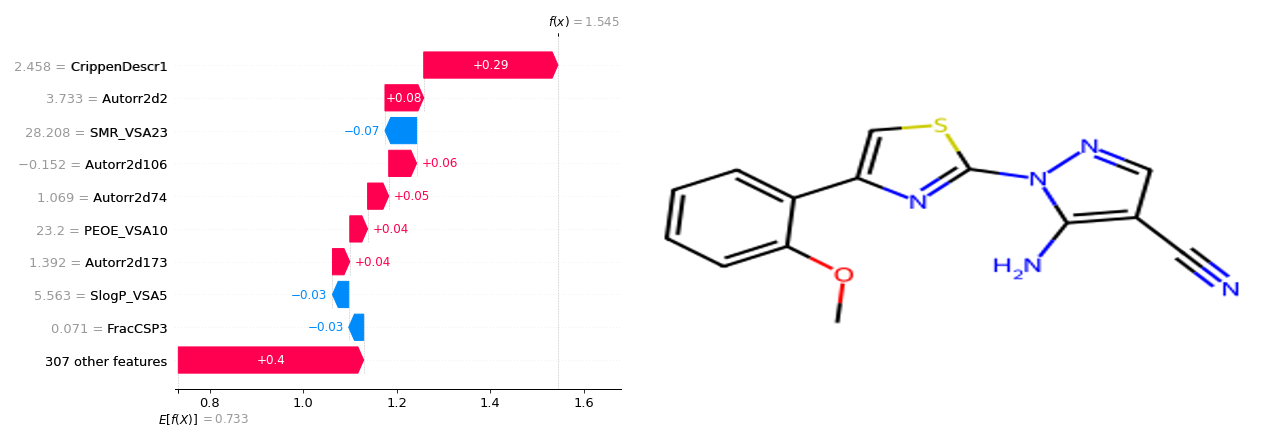 f(x) = 1.545
2.458 = CrippenDescr1
+0.29
3.733 = Autorr2d2
+0.08
28.208 = SMR_VSA23
−0.07
−0.152 = Autorr2d106
+0.06
1.069 = Autorr2d74
+0.05
23.2 = PEOE_VSA10
+0.04
1.392 = Autorr2d173
+0.04
5.563 = SlogP_VSA5
−0.03
0.071 = FracCSP3
−0.03
307 other features
+0.4
0.8 1.0 1.2 1.4 1.6
E[f(X)] = 0.733
S
N
N
N
H₂N
O
N